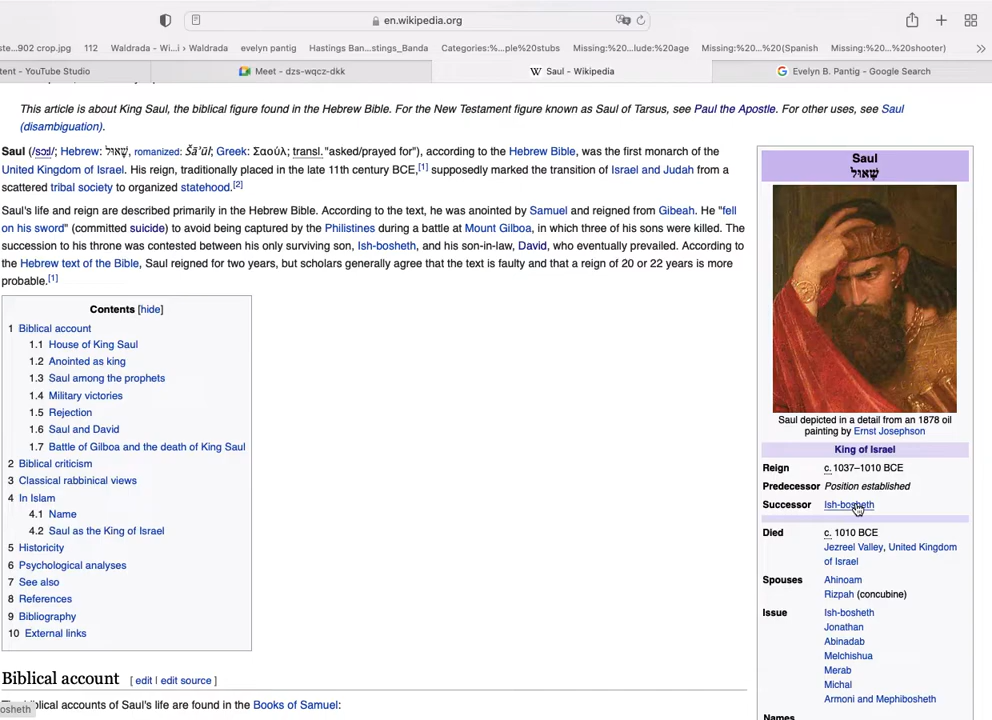 en.wikipedia.org
ste...902 crop.jpg 112 Waldrada - Wi...i › Waldrada evelyn pantig Hastings Ban...stings_Banda Categories:%...ple%20stubs Missing:%20...lude:%20age Missing:%20...%20(Spanish Missing:%20...%20shooter)
tent - YouTube Studio Meet - dzs-wqcz-dkk Saul - Wikipedia Evelyn B. Pantig - Google Search
This article is about King Saul, the biblical figure found in the Hebrew Bible. For the New Testament figure known as Saul of Tarsus, see Paul the Apostle. For other uses, see Saul
(disambiguation).
Saul (/sɔːl/; Hebrew: שָׁאוּל, romanized: Šāʾūl; Greek: Σαούλ; transl. "asked/prayed for"), according to the Hebrew Bible, was the first monarch of the
United Kingdom of Israel. His reign, traditionally placed in the late 11th century BCE,[1] supposedly marked the transition of Israel and Judah from a
scattered tribal society to organized statehood.[2]
Saul's life and reign are described primarily in the Hebrew Bible. According to the text, he was anointed by Samuel and reigned from Gibeah. He "fell
on his sword" (committed suicide) to avoid being captured by the Philistines during a battle at Mount Gilboa, in which three of his sons were killed. The
succession to his throne was contested between his only surviving son, Ish-bosheth, and his son-in-law, David, who eventually prevailed. According to
the Hebrew text of the Bible, Saul reigned for two years, but scholars generally agree that the text is faulty and that a reign of 20 or 22 years is more
probable.[1]
Contents [hide]
1 Biblical account
1.1 House of King Saul
1.2 Anointed as king
1.3 Saul among the prophets
1.4 Military victories
1.5 Rejection
1.6 Saul and David
1.7 Battle of Gilboa and the death of King Saul
2 Biblical criticism
3 Classical rabbinical views
4 In Islam
4.1 Name
4.2 Saul as the King of Israel
5 Historicity
6 Psychological analyses
7 See also
8 References
9 Bibliography
10 External links
Biblical account [ edit | edit source ]
biblical accounts of Saul's life are found in the Books of Samuel:
osheth
Saul
שָׁאוּל
Saul depicted in a detail from an 1878 oil
painting by Ernst Josephson
King of Israel
Reign c. 1037–1010 BCE
Predecessor Position established
Successor Ish-bosheth
Died c. 1010 BCE
Jezreel Valley, United Kingdom
of Israel
Spouses Ahinoam
Rizpah (concubine)
Issue Ish-bosheth
Jonathan
Abinadab
Melchishua
Merab
Michal
Armoni and Mephibosheth
Names